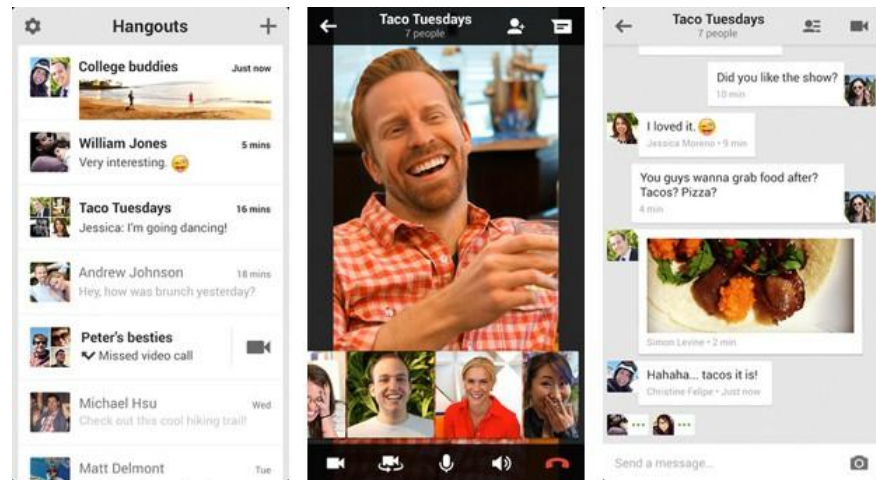 Hangouts
College buddies
Just now
William Jones
5 mins
Very interesting.
Taco Tuesdays
16 mins
Jessica: I'm going dancing!
Andrew Johnson
18 mins
Hey, how was brunch yesterday?
Peter's besties
Missed video call
Michael Hsu
Wed
Check out this cool hiking trail!
Matt Delmont
Tue
Taco Tuesdays
7 people
Taco Tuesdays
7 people
Did you like the show?
10 min
I loved it.
Jessica Moreno • 9 min
You guys wanna grab food after?
Tacos? Pizza?
4 min
Simon Levine • 2 min
Hahaha... tacos it is!
Christine Felipe • Just now
Send a message...